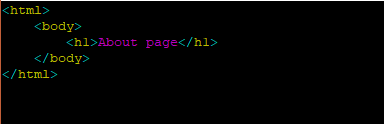 <html>
    <body>
        <h1>About page</h1>
    </body>
</html>